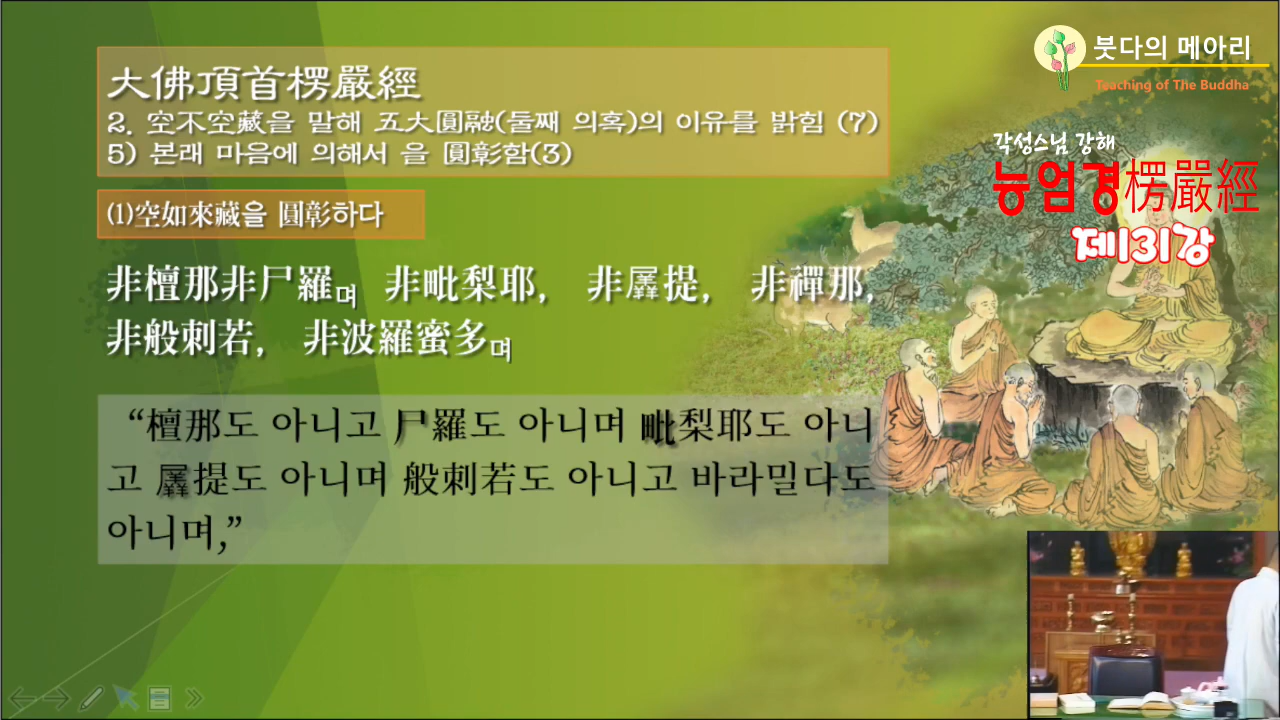 大佛頂首楞嚴經
2. 空不空藏을 말해 五大圓融(둘째 의혹)의 이유를 밝힘 (7)
5) 본래 마음에 의해서 을 圓彰함(3)
(1)空如來藏을 圓彰하다
非檀那非尸羅며 非毗梨耶, 非羼提, 非禪那,
非般刺若, 非波羅蜜多며
“檀那도 아니고 尸羅도 아니며 毗梨耶도 아니
고 羼提도 아니며 般刺若도 아니고 바라밀다도
아니며,”
붓다의 메아리
Teaching of The Buddha
각성스님 강해
능엄경楞嚴經
제131강